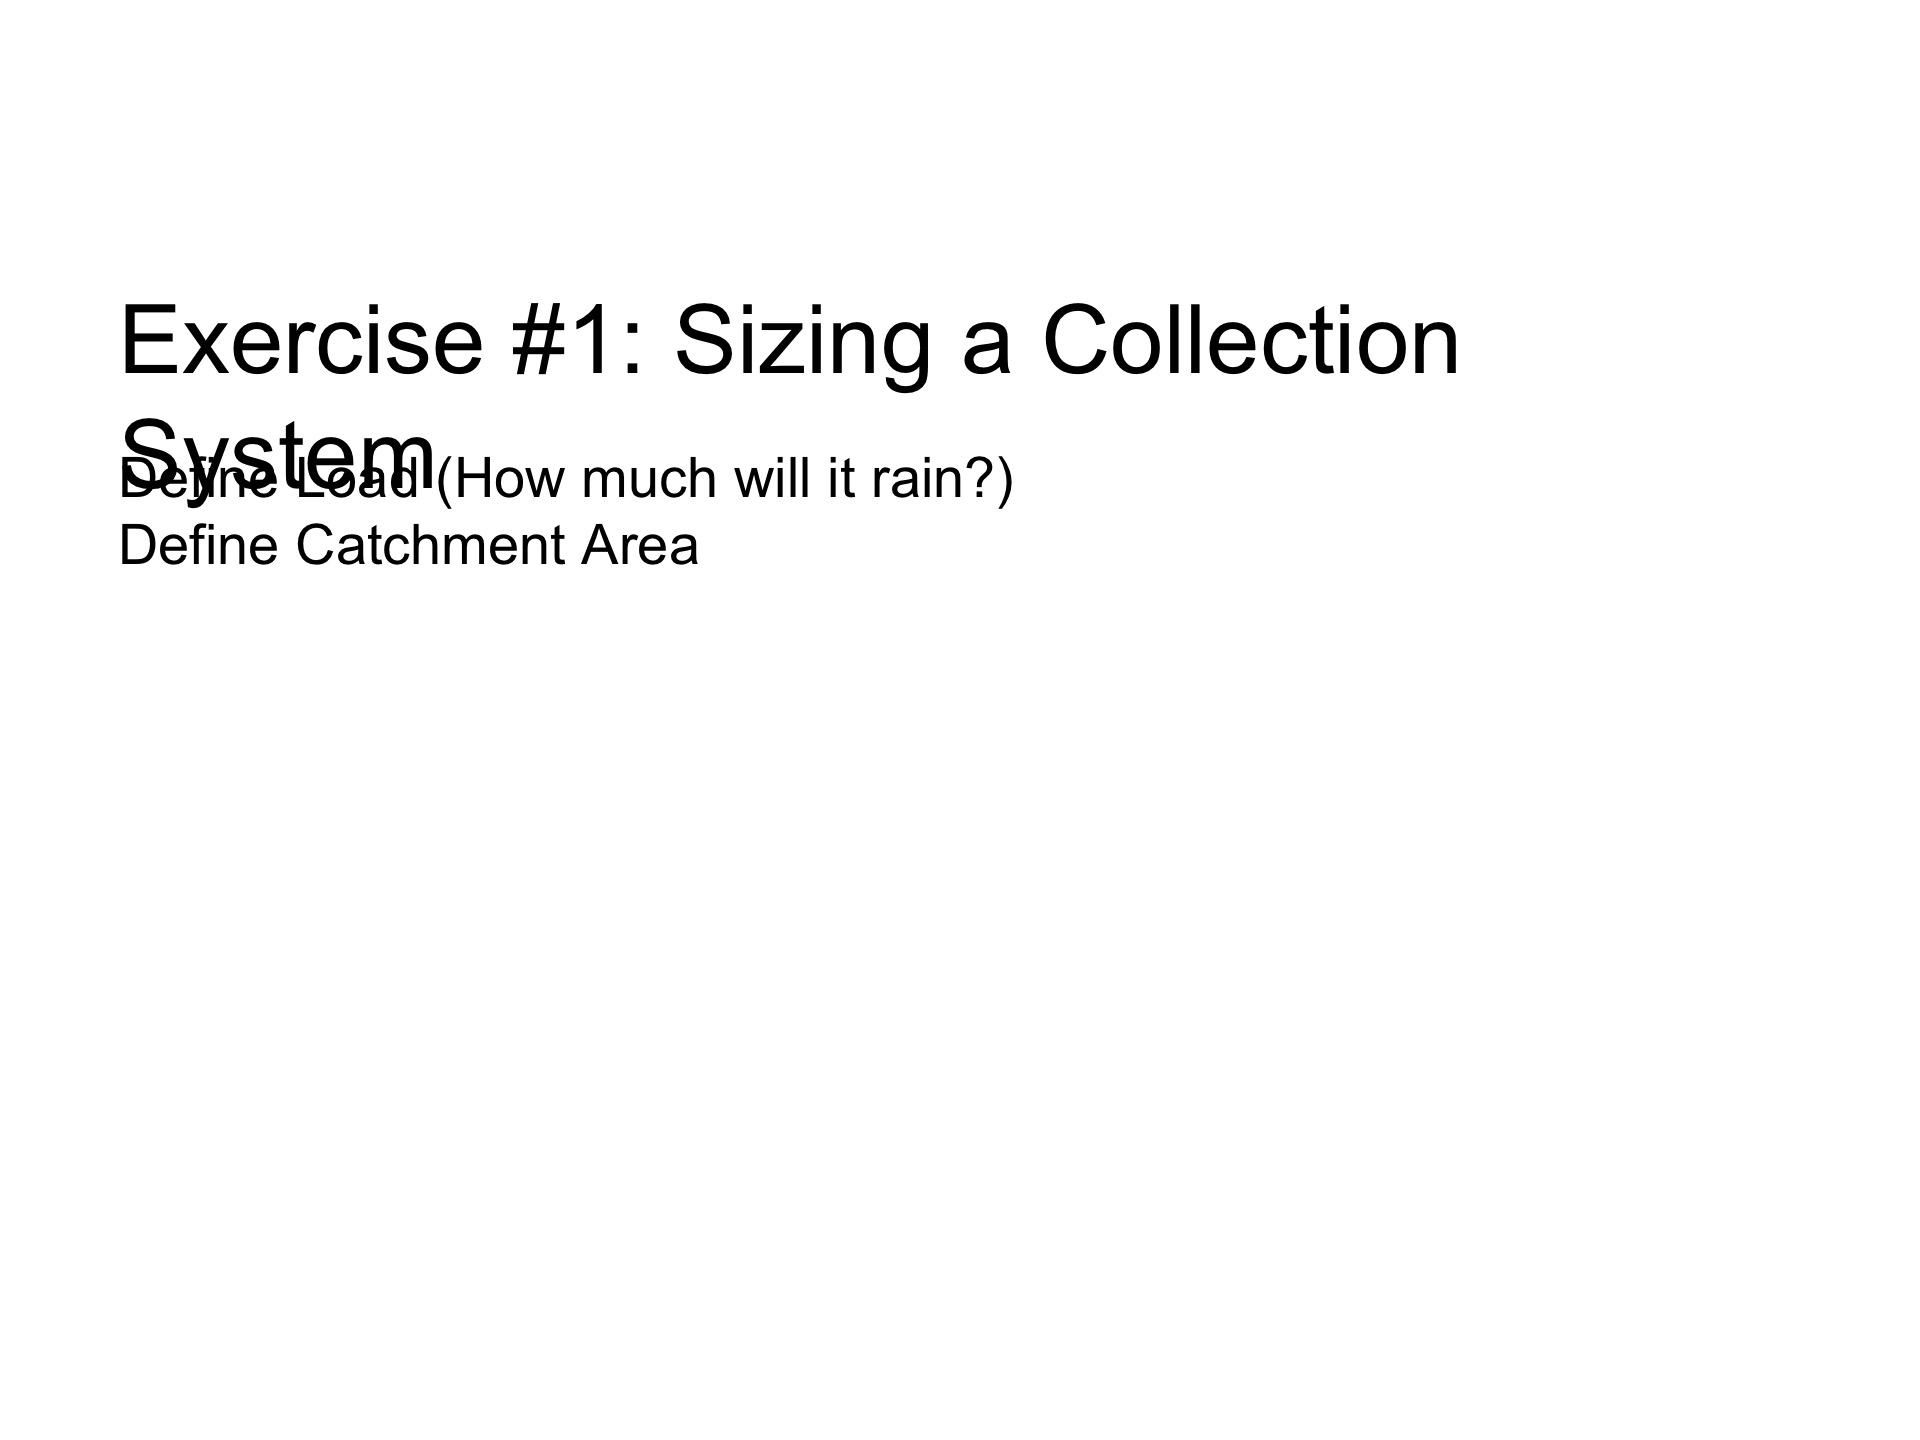 Exercise #1: Sizing a Collection
System
Define Load (How much will it rain?)
Define Catchment Area